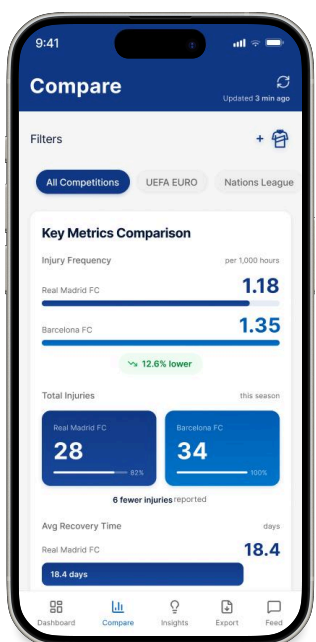 9:41
Compare
Updated 3 min ago
Filters
+
All Competitions UEFA EURO Nations League
Key Metrics Comparison
Injury Frequency per 1,000 hours
Real Madrid FC 1.18
Barcelona FC 1.35
12.6% lower
Total Injuries this season
Real Madrid FC Barcelona FC
28 34
82% 100%
6 fewer injuries reported
Avg Recovery Time days
Real Madrid FC 18.4
18.4 days
Dashboard Compare Insights Export Feed